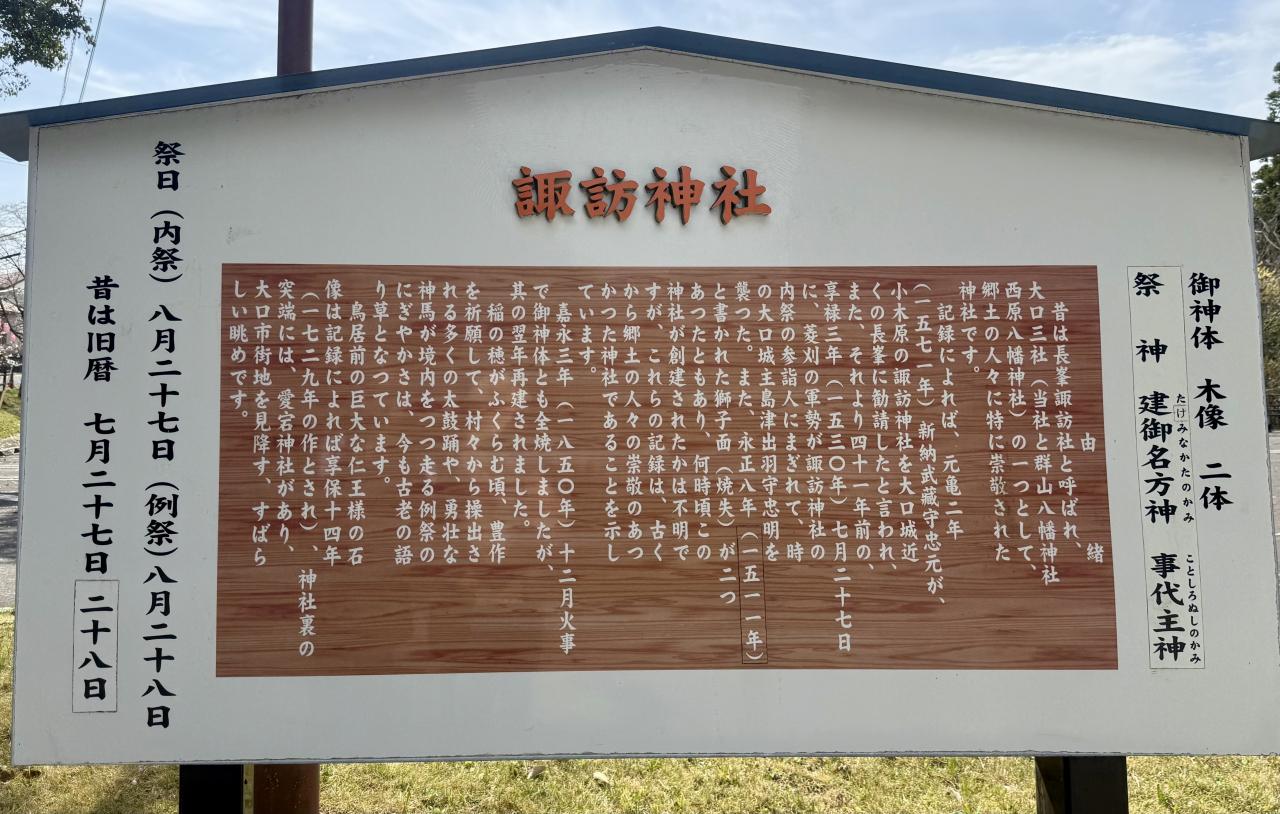 諏訪神社
御神体 木像 二体
祭 神 建御名方神 事代主神
たけみなかたのかみ ことしろぬしのかみ
由 緒
昔は長峯諏訪神社と呼ばれ、
大口三社（当社と群山八幡神社
西原八幡神社）の一つとして、
郷土の人々に特に崇敬された
神社です。
記録によれば、元亀二年
（一五七一年）新納武蔵守忠元が、
小木原の諏訪神社を大口城近
くの長峯に勧請したと言われ、
また、それより四十一年前の、
享禄三年（一五三〇年）七月二十七日
に、菱刈の軍勢が諏訪神社の
内祭の参詣人にまぎれて、時
の大口城主島津出羽守忠明を
襲った。また、永正八年（一五一一年）
と書かれた獅子面（焼失）が二つ
あったともあり、何時頃この
神社が創建されたかは不明で
すが、これらの記録は、古く
から郷土の人々の崇敬のあつ
かつた神社であることを示し
ています。
嘉永三年（一八五〇年）十二月火事
で御神体とも全焼しましたが、
其の翌年再建されました。
稲の穂がふくらむ頃、豊作
を祈願して、村々から操出さ
れる多くの太鼓踊や、勇壮な
神馬が境内をつっ走る例祭の
にぎやかさは、今も古老の語
り草となつています。
鳥居前の巨大な仁王様の石
像は記録によれば享保十四年
（一七二九年の作とされ）、神社裏の
突端には、愛宕神社があり、
大口市街地を見降す、すばら
しい眺めです。
祭日（内祭）八月二十七日（例祭）八月二十八日
昔は旧暦 七月二十七日 二十八日